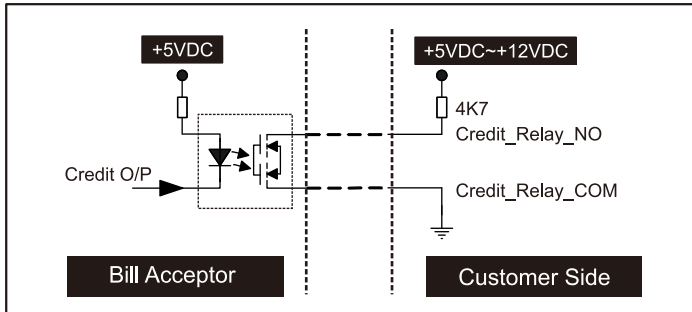 +5VDC
+5VDC~+12VDC
4K7
Credit_Relay_NO
Credit O/P
Credit_Relay_COM
Bill Acceptor
Customer Side